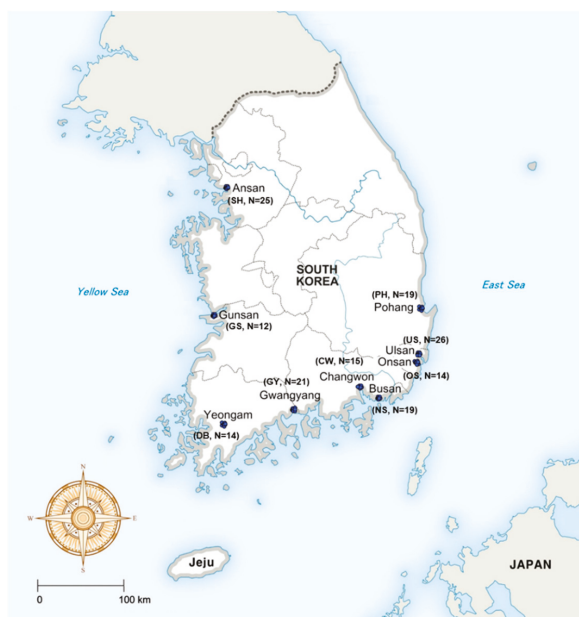 Ansan
(SH, N=25)
SOUTH
KOREA
Yellow Sea
East Sea
(PH, N=19)
Pohang
Gunsan
(GS, N=12)
(US, N=26)
Ulsan
Onsan
(OS, N=14)
(CW, N=15)
Changwon
Busan
(NS, N=19)
(GY, N=21)
Gwangyang
Yeongam
(DB, N=14)
N
W
E
S
Jeju
JAPAN
0
100 km